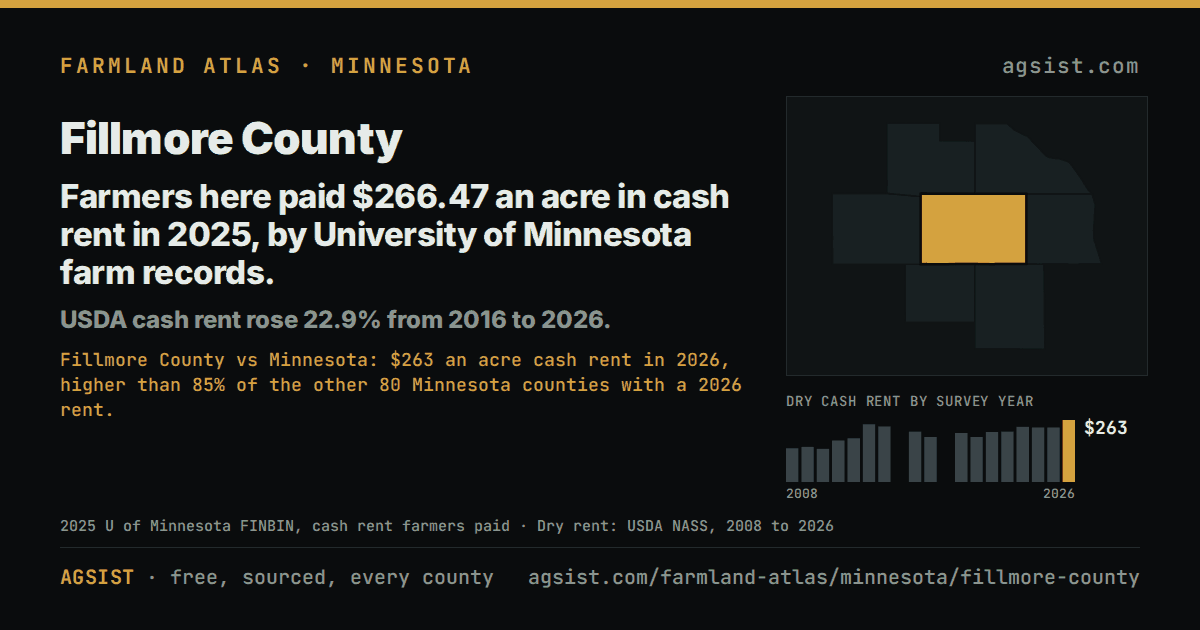 FARMLAND ATLAS · MINNESOTA
agsist.com
Fillmore County
Farmers here paid $266.47 an acre in cash
rent in 2025, by University of Minnesota
farm records.
USDA cash rent rose 22.9% from 2016 to 2026.
Fillmore County vs Minnesota: $263 an acre cash rent in 2026,
higher than 85% of the other 80 Minnesota counties with a 2026
rent.
DRY CASH RENT BY SURVEY YEAR
$263
2008
2026
2025 U of Minnesota FINBIN, cash rent farmers paid · Dry rent: USDA NASS, 2008 to 2026
AGSIST · free, sourced, every county
agsist.com/farmland-atlas/minnesota/fillmore-county